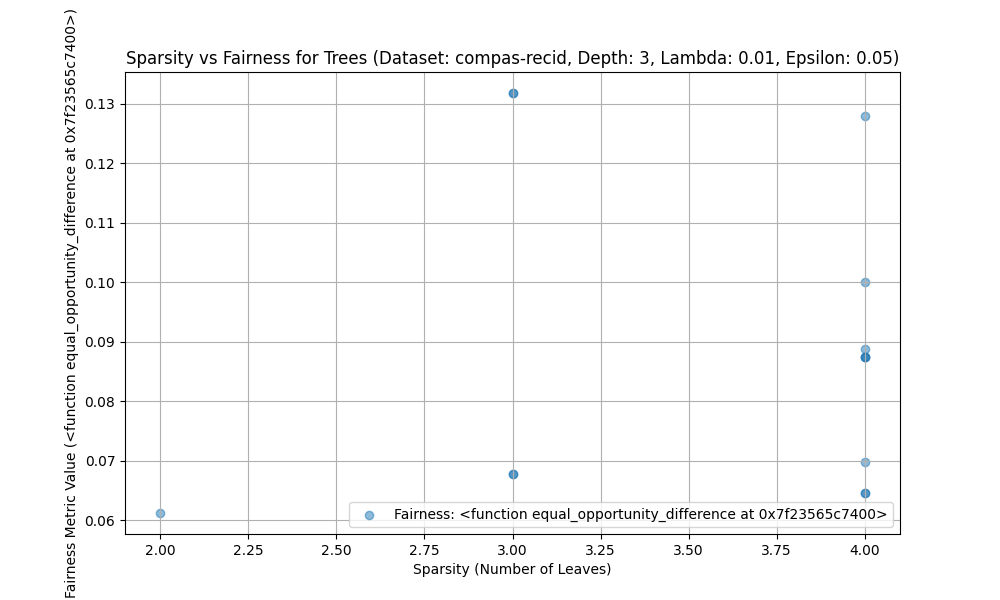 Sparsity vs Fairness for Trees (Dataset: compas-recid, Depth: 3, Lambda: 0.01, Epsilon: 0.05)
Fairness Metric Value (<function equal_opportunity_difference at 0x7f23565c7400>)
0.13
0.12
0.11
0.10
0.09
0.08
0.07
0.06
Fairness: <function equal_opportunity_difference at 0x7f23565c7400>
2.00 2.25 2.50 2.75 3.00 3.25 3.50 3.75 4.00
Sparsity (Number of Leaves)